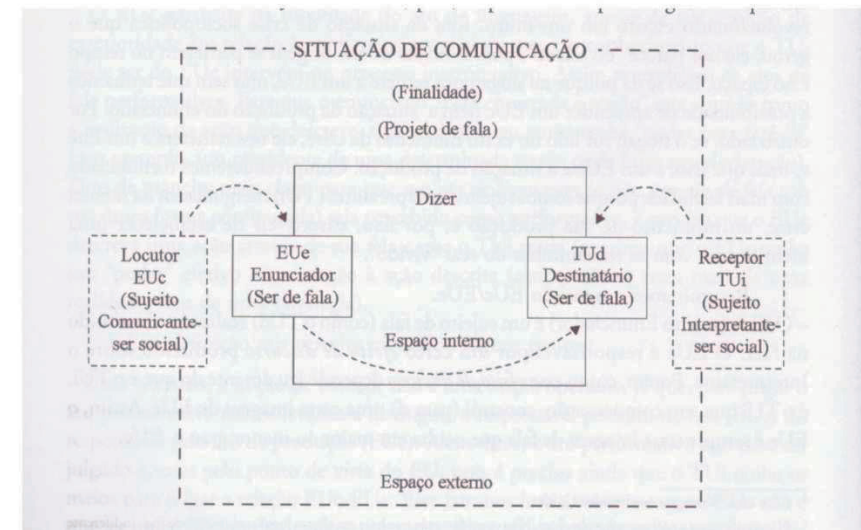 SITUAÇÃO DE COMUNICAÇÃO
(Finalidade)
(Projeto de fala)
Dizer
Locutor
EUc
(Sujeito
Comunicante-
ser social)
EUe
Enunciador
(Ser de fala)
TUd
Destinatário
(Ser de fala)
Receptor
TUi
(Sujeito
Interpretante-
ser social)
Espaço interno
Espaço externo